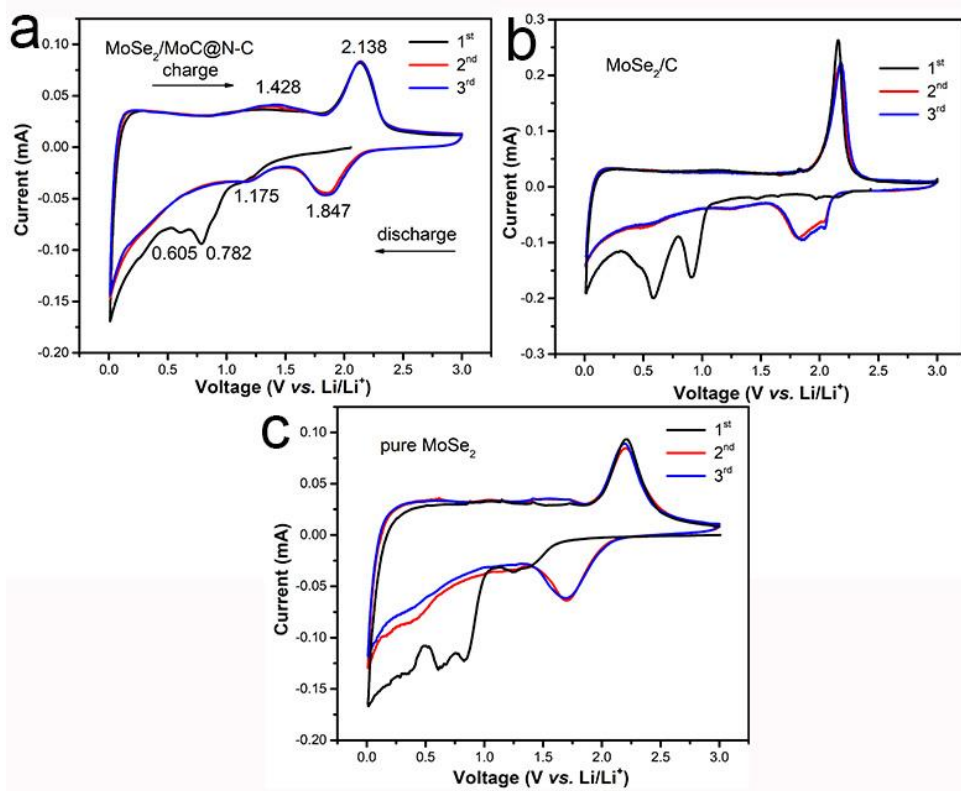 a
MoSe₂/MoC@N-C
charge
1.428
2.138
1st
2nd
3rd
1.175
1.847
0.605
0.782
discharge
0.10
0.05
0.00
-0.05
-0.10
-0.15
-0.20
Current (mA)
0.0 0.5 1.0 1.5 2.0 2.5 3.0
Voltage (V vs. Li/Li⁺)
b
MoSe₂/C
1st
2nd
3rd
0.3
0.2
0.1
0.0
-0.1
-0.2
-0.3
Current (mA)
0.0 0.5 1.0 1.5 2.0 2.5 3.0
Voltage (V vs. Li/Li⁺)
c
pure MoSe₂
1st
2nd
3rd
0.10
0.05
0.00
-0.05
-0.10
-0.15
-0.20
Current (mA)
0.0 0.5 1.0 1.5 2.0 2.5 3.0
Voltage (V vs. Li/Li⁺)